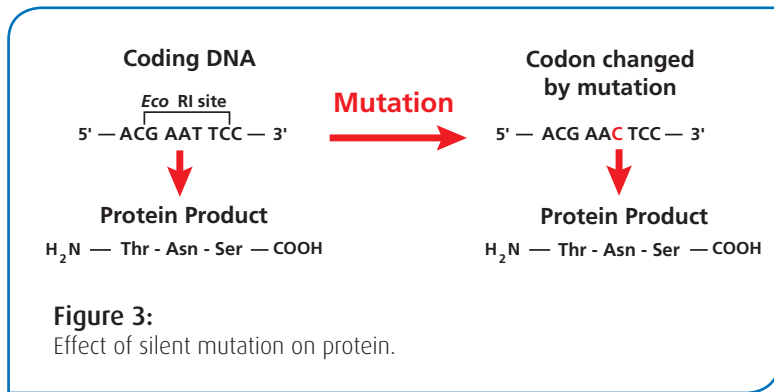 Coding DNA
Eco RI site
5' — ACG AAT TCC — 3'
Protein Product
H2N — Thr - Asn - Ser — COOH
Mutation
Codon changed
by mutation
5' — ACG AAC TCC — 3'
Protein Product
H2N — Thr - Asn - Ser — COOH
Figure 3:
Effect of silent mutation on protein.